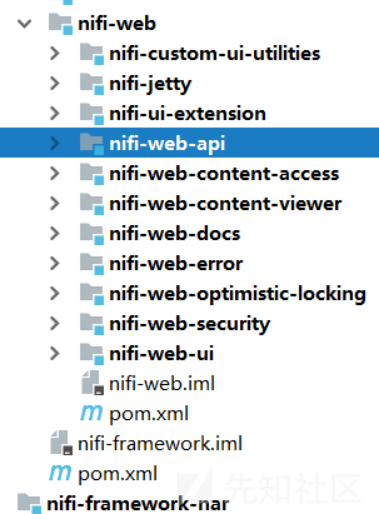 nifi-web
nifi-custom-ui-utilities
nifi-jetty
nifi-ui-extension
nifi-web-api
nifi-web-content-access
nifi-web-content-viewer
nifi-web-docs
nifi-web-error
nifi-web-optimistic-locking
nifi-web-security
nifi-web-ui
nifi-web.iml
m pom.xml
nifi-framework.iml
m pom.xml
先知社区
nifi-framework-nar